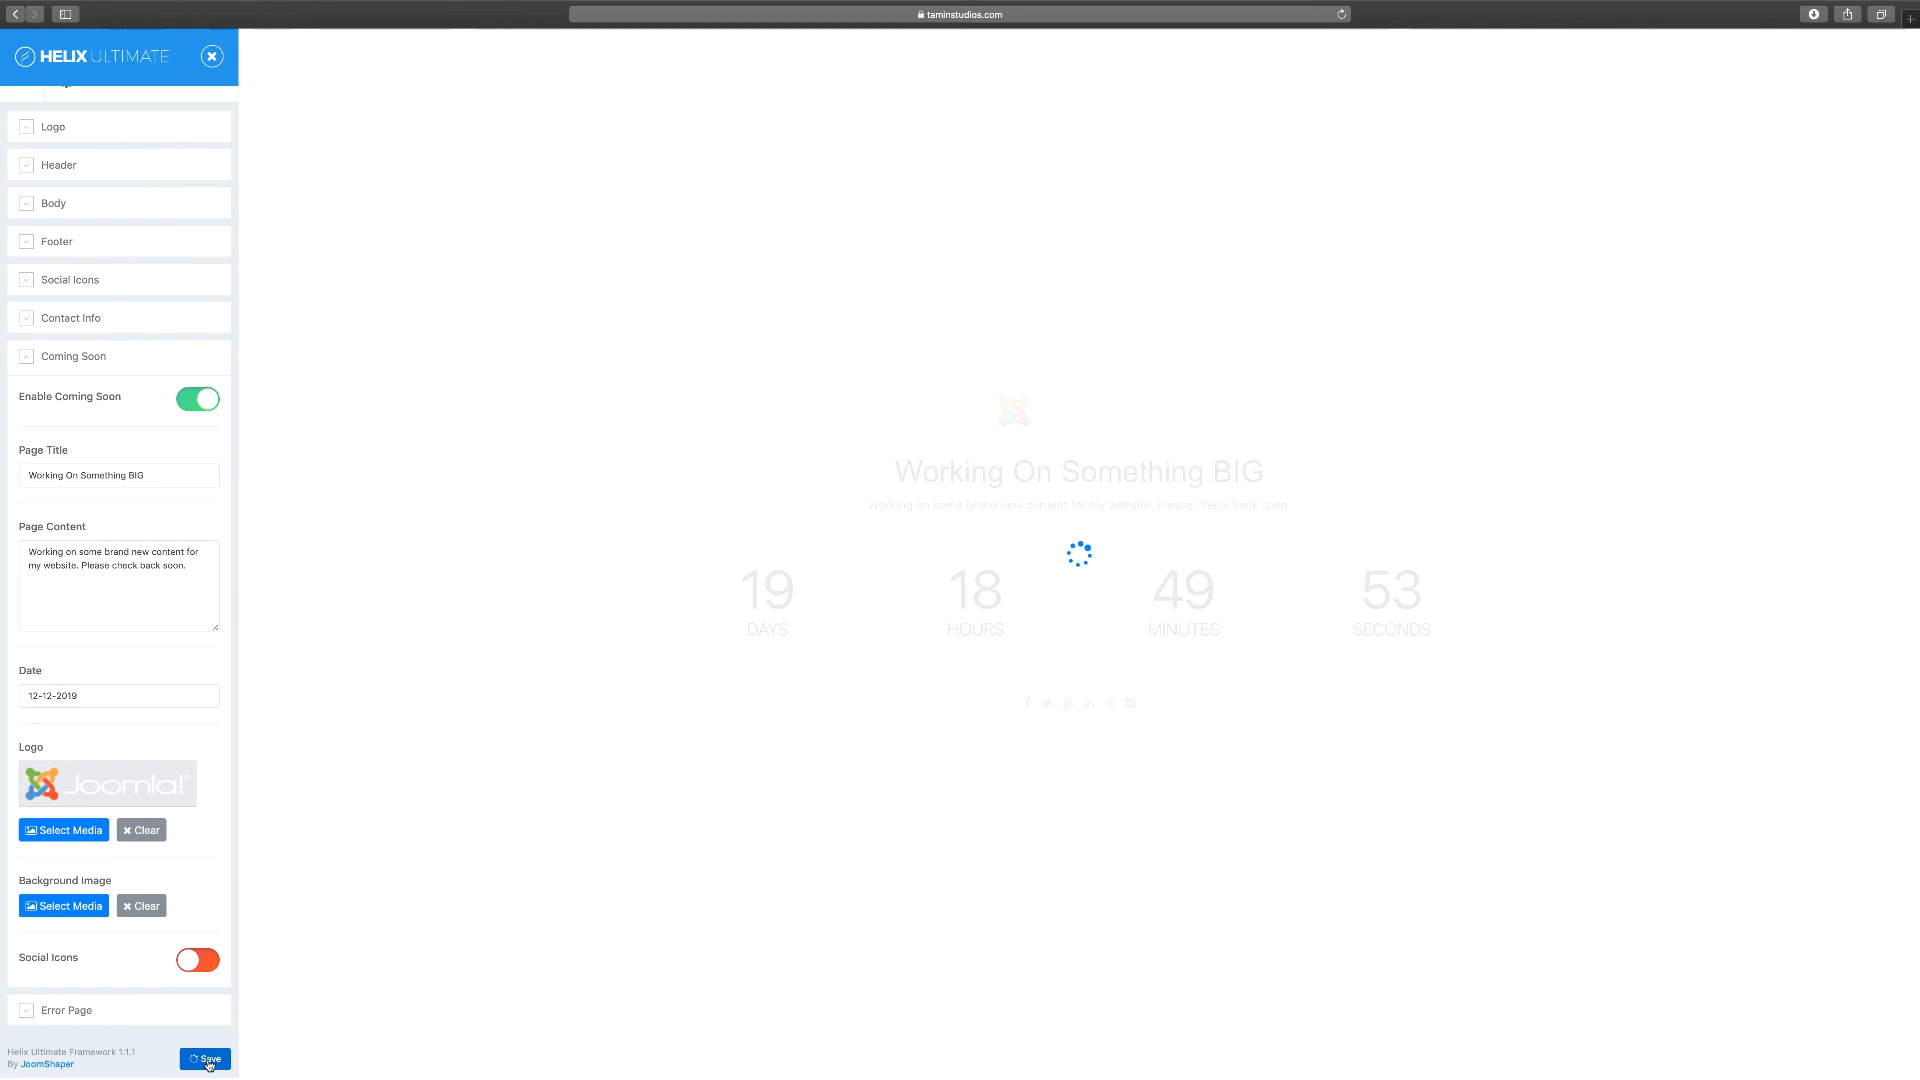 taminstudios.com
HELIX ULTIMATE
Logo
Header
Body
Footer
Social Icons
Contact Info
Coming Soon
Enable Coming Soon
Page Title
Working On Something BIG
Page Content
Working on some brand new content for
my website. Please check back soon.
Date
12-12-2019
Logo
Joomla!®
Select Media
Clear
Background Image
Select Media
Clear
Social Icons
Error Page
Helix Ultimate Framework 1.1.1
By JoomShaper
Save
Working On Something BIG
Working on some brand new content for my website. Please check back soon.
19 18 49 53
DAYS HOURS MINUTES SECONDS